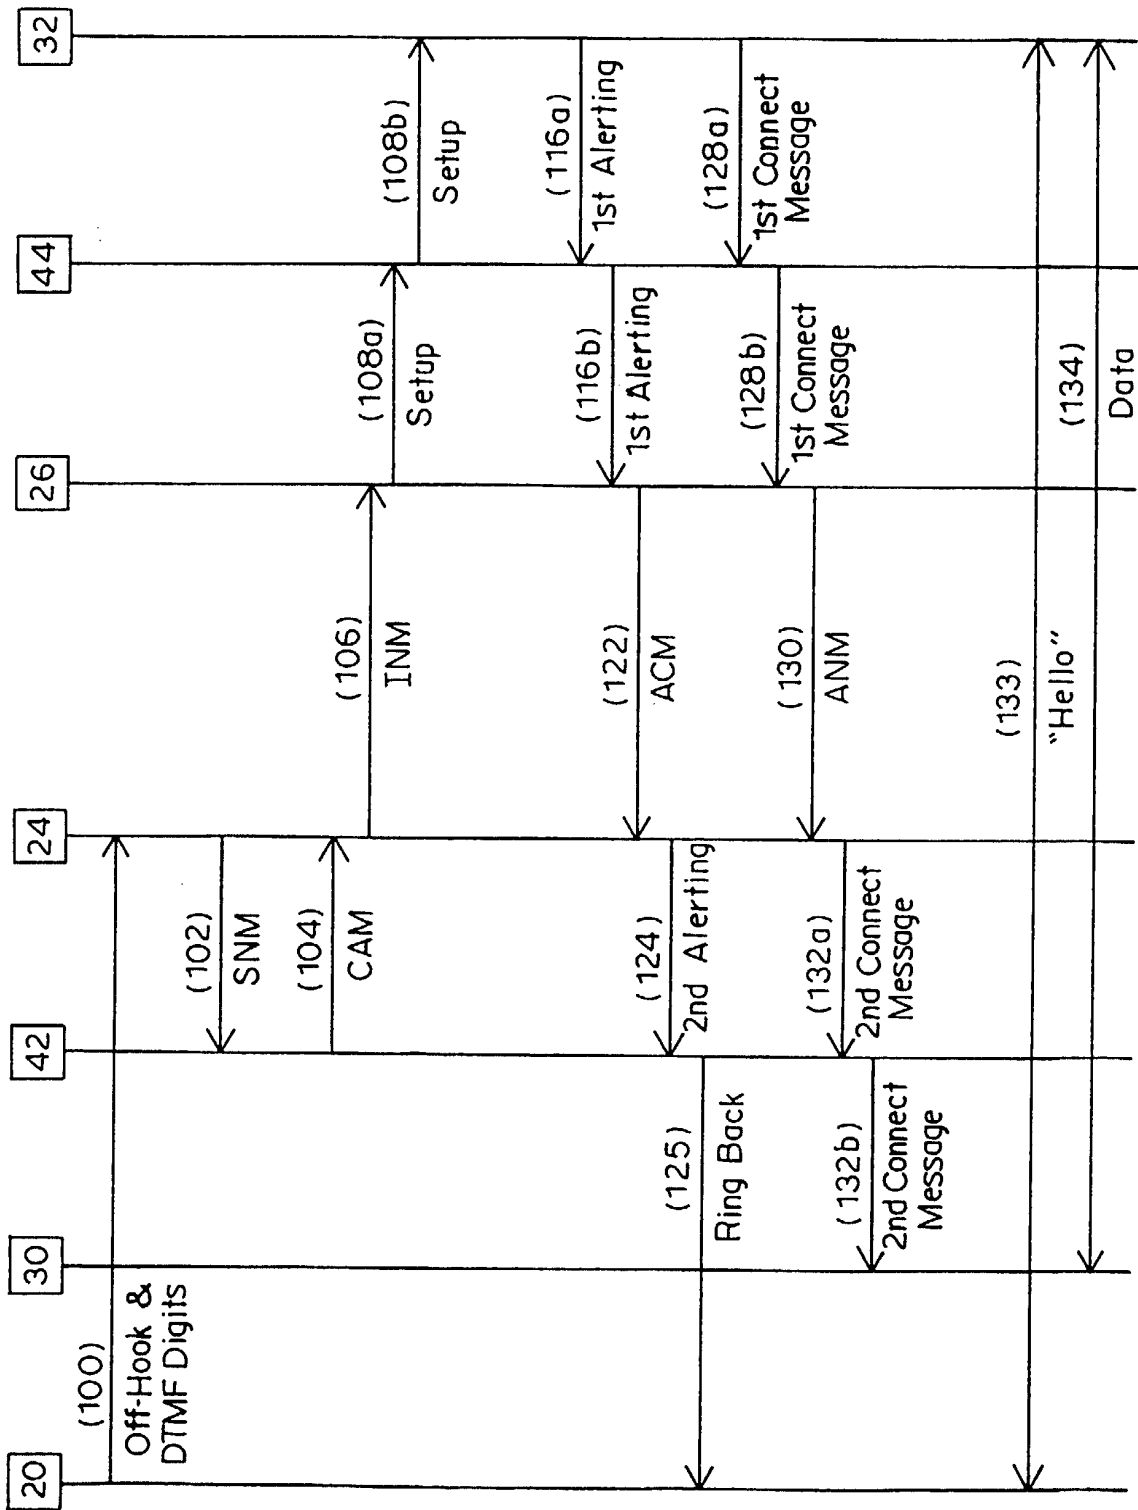 20
30
42
24
26
44
32
(100)
Off-Hook &
DTMF Digits
(102)
SNM
(104)
CAM
(106)
INM
(108a)
Setup
(108b)
Setup
(116a)
1st Alerting
(116b)
1st Alerting
(122)
ACM
(124)
2nd Alerting
(125)
Ring Back
(128a)
1st Connect
Message
(128b)
1st Connect
Message
(130)
ANM
(132a)
2nd Connect
Message
(132b)
2nd Connect
Message
(133)
"Hello"
(134)
Data